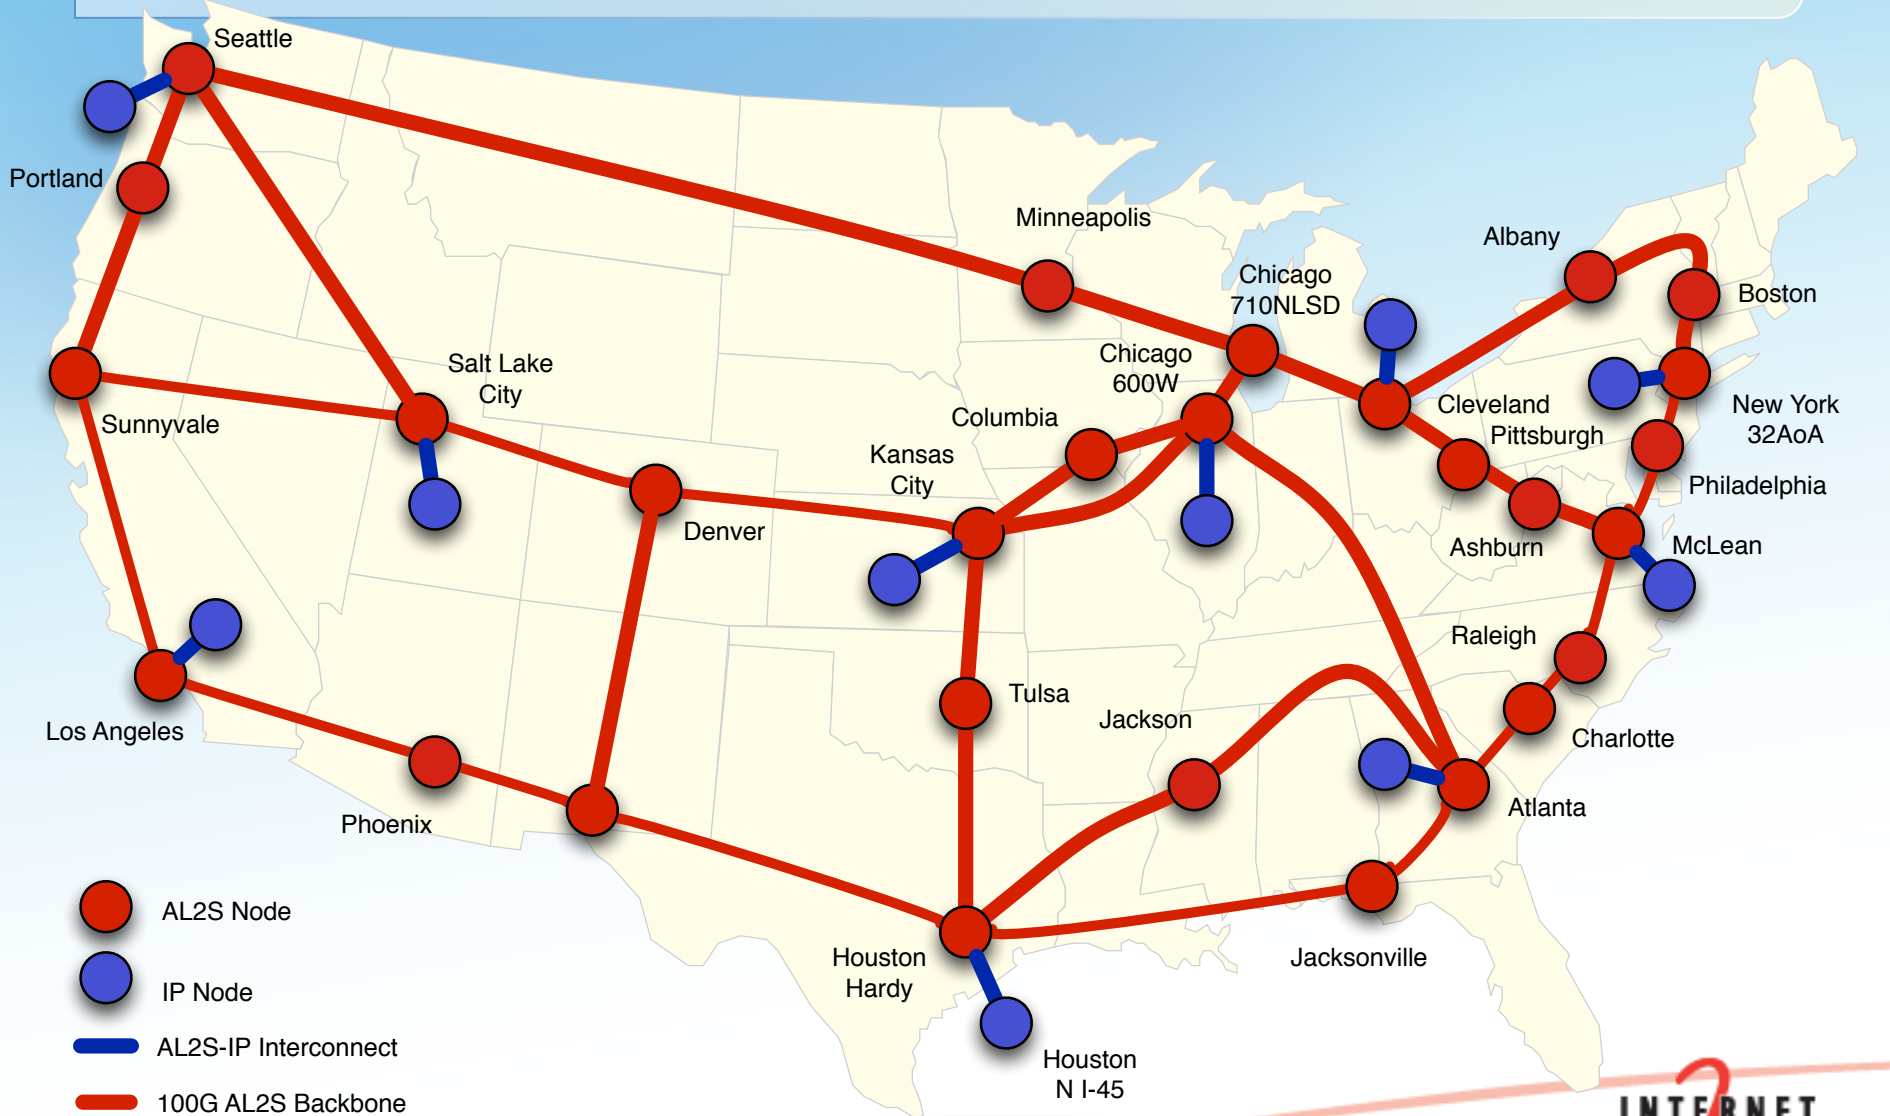 Seattle
Portland
Minneapolis
Albany
Chicago
710NLSD
Boston
Chicago
600W
Salt Lake
City
Columbia
Cleveland
Pittsburgh
New York
32AoA
Sunnyvale
Kansas
City
Philadelphia
Denver
Ashburn
McLean
Raleigh
Tulsa
Jackson
Los Angeles
Charlotte
Phoenix
Atlanta
AL2S Node
Houston
Hardy
Jacksonville
IP Node
AL2S-IP Interconnect
Houston
N I-45
100G AL2S Backbone
INTERNET
2